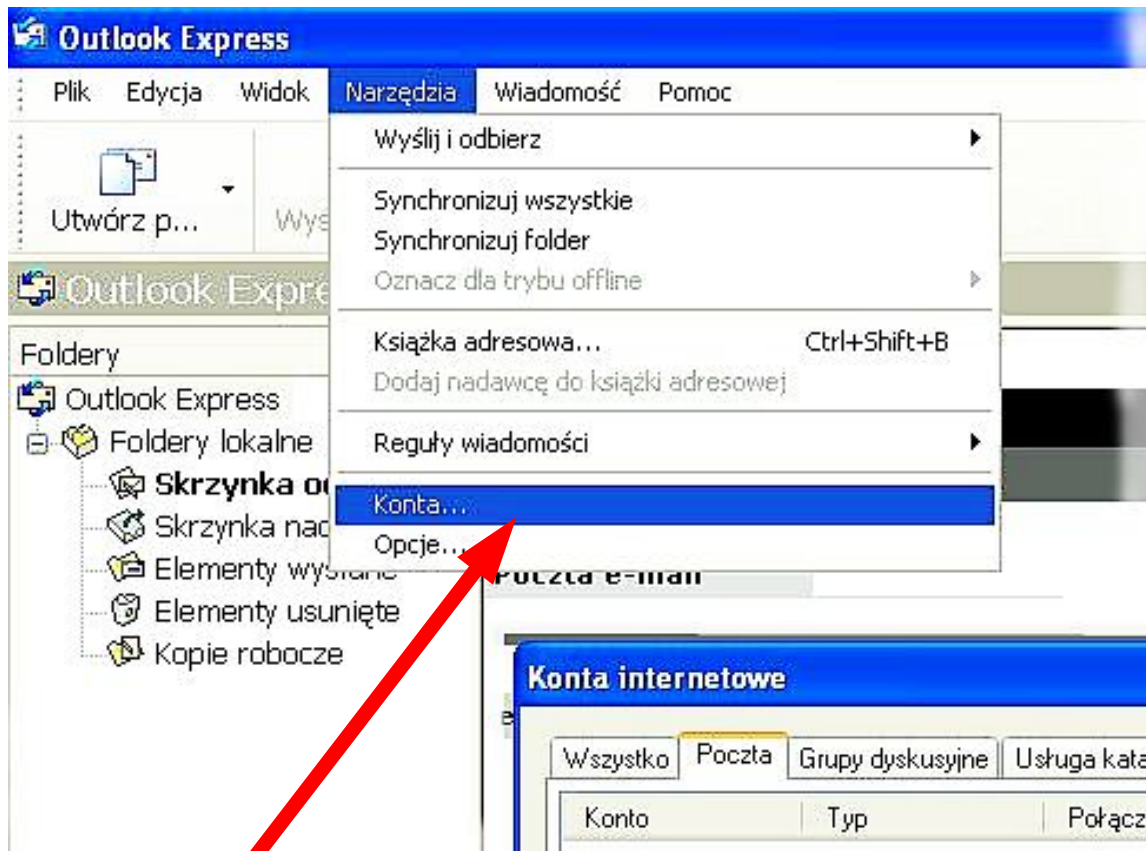 Outlook Express
Plik Edycja Widok Narzędzia Wiadomość Pomoc
Wyślij i odbierz
Synchronizuj wszystkie
Synchronizuj folder
Oznacz dla trybu offline
Książka adresowa... Ctrl+Shift+B
Dodaj nadawcę do książki adresowej
Reguły wiadomości
Konta...
Opcje...
Utwórz p... Wyś
Outlook Expre
Foldery
Outlook Express
Foldery lokalne
Skrzynka o
Skrzynka nad
Elementy wysłane
Elementy usunięte
Kopie robocze
Poczta e-mail
Konta internetowe
Wszystko Poczta Grupy dyskusyjne Usługa kata
Konto Typ Połącz